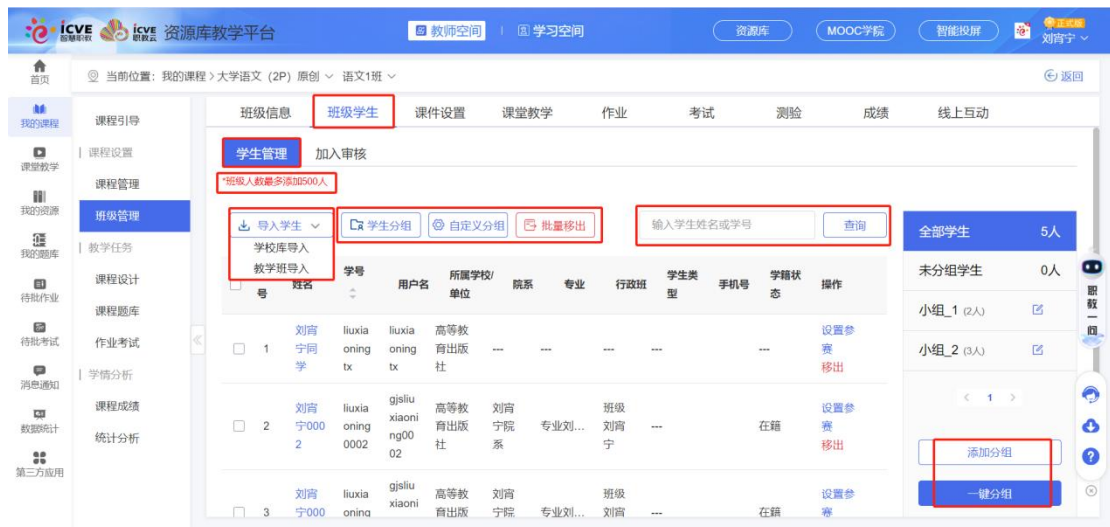 icve 智慧职教 icve 职教云 资源库教学平台 教师空间 学习空间 资源库 MOOC学院 智能投屏 正式版 刘宵宁
首页 当前位置：我的课程>大学语文（2P）原创 语文1班 返回
我的课程
课堂教学
我的资源
我的题库
待批作业
待批考试
消息通知
数据统计
第三方应用
课程引导
课程设置
课程管理
班级管理
教学任务
课程设计
课程题库
作业考试
学情分析
课程成绩
统计分析
班级信息 班级学生 课件设置 课堂教学 作业 考试 测验 成绩 线上互动
学生管理 加入审核
*班级人数最多添加500人
导入学生 学生分组 自定义分组 批量移出 输入学生姓名或学号 查询
学校库导入
教学班导入
号 姓名 学号 用户名 所属学校/单位 院系 专业 行政班 学生类型 手机号 学籍状态 操作
1 刘宵宁同学 liuxiaoningtx liuxiaoningtx 高等教育出版社 --- --- --- --- --- 设置参赛 移出
2 刘宵宁0002 liuxiaoning0002 gjsliuxiaoning0002 高等教育出版社 刘宵宁院系 专业刘... 班级刘宵宁 --- 在籍 设置参赛 移出
3 刘宵宁000 liuxiaoning gjsliuxiaoni 高等教育出版 刘宵宁院 专业刘... 班级刘宵 --- 在籍 设置参赛
全部学生 5人
未分组学生 0人
小组_1 (2人)
小组_2 (3人)
1
添加分组
一键分组
职教一问